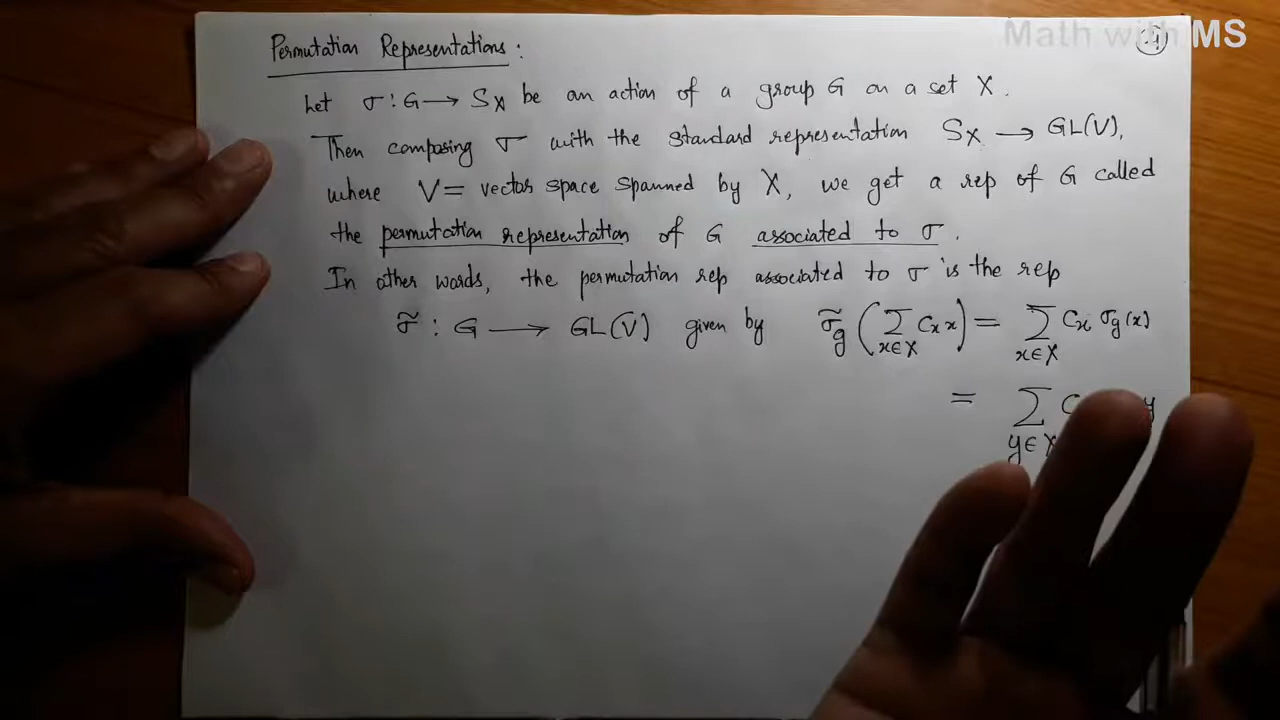 Math with MS
Permutation Representations:
Let σ : G → S_X be an action of a group G on a set X.
Then composing σ with the standard representation S_X → GL(V),
where V = vector space spanned by X, we get a rep of G called
the permutation representation of G associated to σ.
In other words, the permutation rep associated to σ is the rep
σ̃ : G → GL(V) given by σ̃_g (∑_{x∈X} C_x x) = ∑_{x∈X} C_x σ_g(x)
= ∑_{y∈X} C y